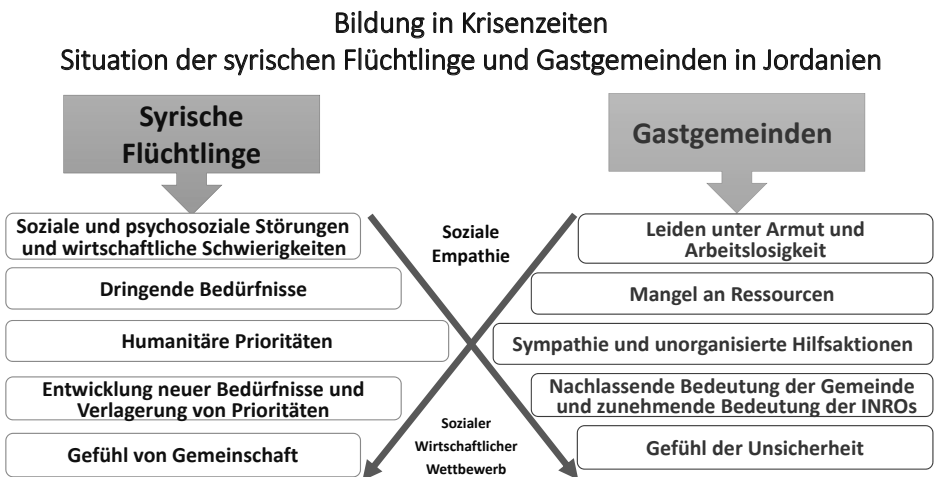 Bildung in Krisenzeiten
Situation der syrischen Flüchtlinge und Gastgemeinden in Jordanien
Syrische
Flüchtlinge
Soziale und psychosoziale Störungen
und wirtschaftliche Schwierigkeiten
Dringende Bedürfnisse
Humanitäre Prioritäten
Entwicklung neuer Bedürfnisse und
Verlagerung von Prioritäten
Gefühl von Gemeinschaft
Soziale
Empathie
Sozialer
Wirtschaftlicher
Wettbewerb
Gastgemeinden
Leiden unter Armut und
Arbeitslosigkeit
Mangel an Ressourcen
Sympathie und unorganisierte Hilfsaktionen
Nachlassende Bedeutung der Gemeinde
und zunehmende Bedeutung der INROs
Gefühl der Unsicherheit